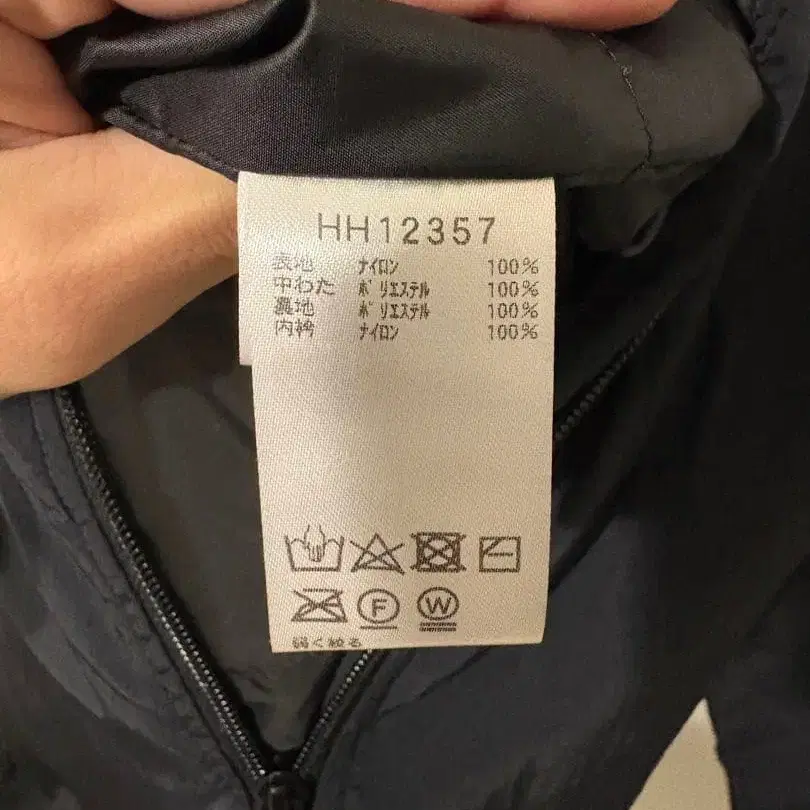 HH12357
表地 ナイロン 100%
中わた ポリエステル 100%
裏地 ポリエステル 100%
内衿 ナイロン 100%
F W
弱く絞る